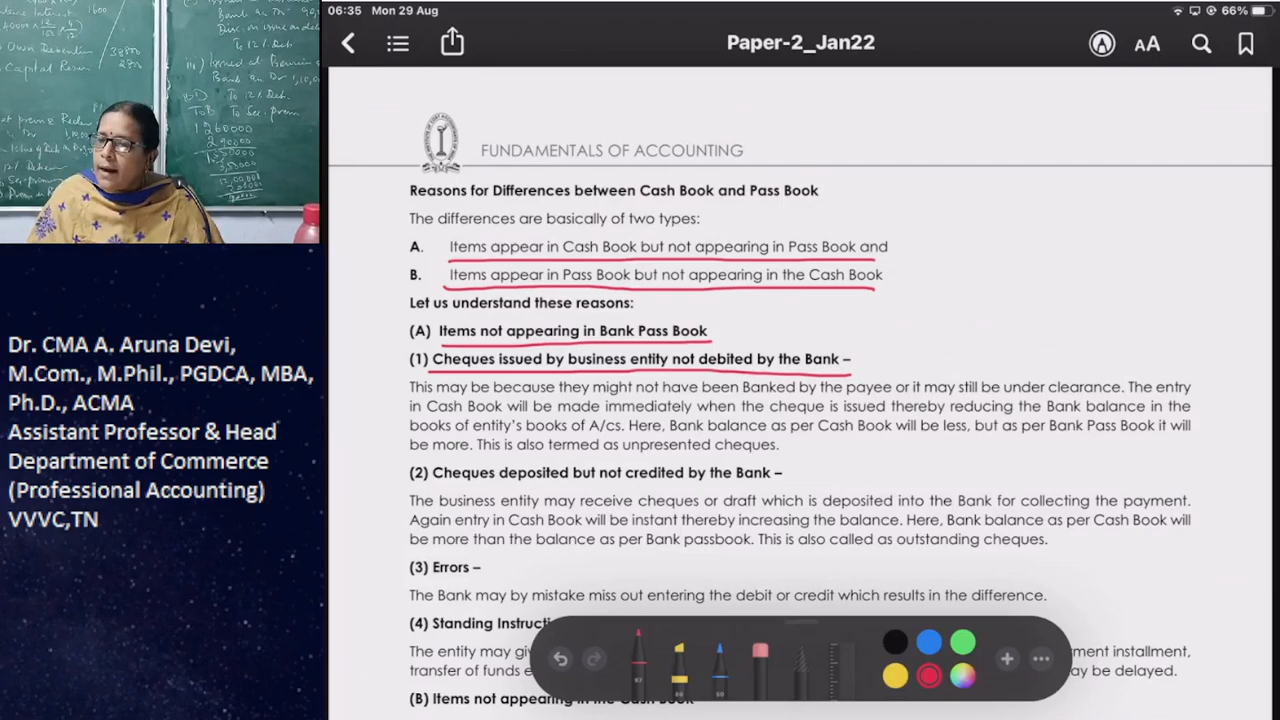 06:35 Mon 29 Aug
66%
Paper-2_Jan22
AA
FUNDAMENTALS OF ACCOUNTING
Reasons for Differences between Cash Book and Pass Book
The differences are basically of two types:
A. Items appear in Cash Book but not appearing in Pass Book and
B. Items appear in Pass Book but not appearing in the Cash Book
Let us understand these reasons:
(A) Items not appearing in Bank Pass Book
(1) Cheques issued by business entity not debited by the Bank –
This may be because they might not have been Banked by the payee or it may still be under clearance. The entry
in Cash Book will be made immediately when the cheque is issued thereby reducing the Bank balance in the
books of entity's books of A/cs. Here, Bank balance as per Cash Book will be less, but as per Bank Pass Book it will
be more. This is also termed as unpresented cheques.
(2) Cheques deposited but not credited by the Bank –
The business entity may receive cheques or draft which is deposited into the Bank for collecting the payment.
Again entry in Cash Book will be instant thereby increasing the balance. Here, Bank balance as per Cash Book will
be more than the balance as per Bank passbook. This is also called as outstanding cheques.
(3) Errors –
The Bank may by mistake miss out entering the debit or credit which results in the difference.
(4) Standing
The entity may installment,
transfer of funds may be delayed.
(B) Items not appearing in the Cash Book
Dr. CMA A. Aruna Devi,
M.Com., M.Phil., PGDCA, MBA,
Ph.D., ACMA
Assistant Professor & Head
Department of Commerce
(Professional Accounting)
VVVC,TN